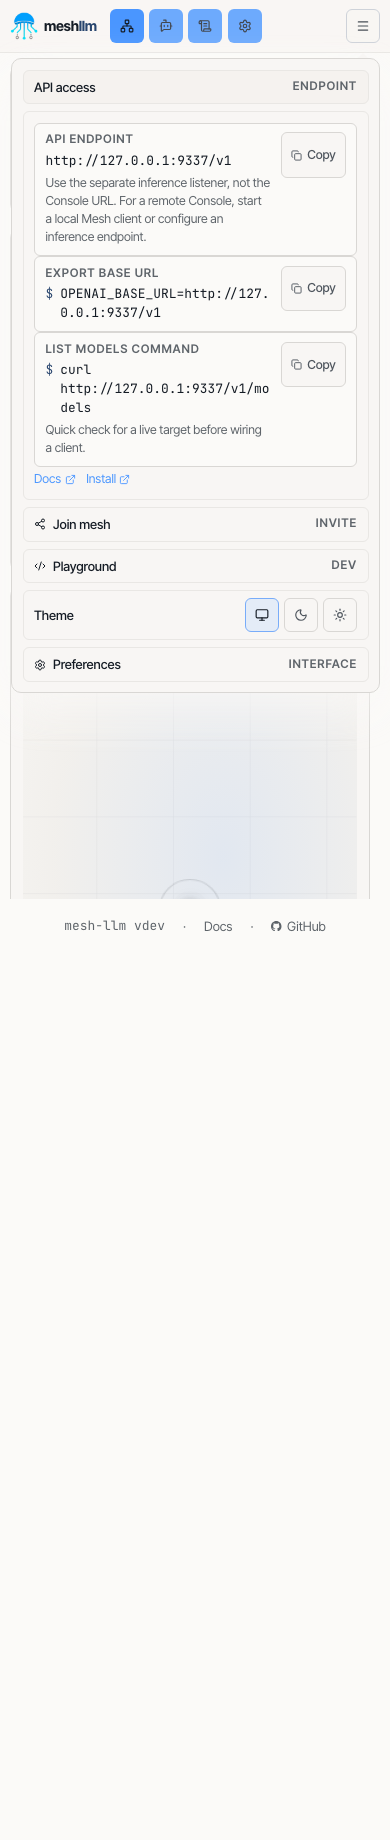 meshllm
API access
ENDPOINT
API ENDPOINT
http://127.0.0.1:9337/v1
Use the separate inference listener, not the
Console URL. For a remote Console, start
a local Mesh client or configure an
inference endpoint.
Copy
EXPORT BASE URL
$ OPENAI_BASE_URL=http://127.
0.0.1:9337/v1
Copy
LIST MODELS COMMAND
$ curl
http://127.0.0.1:9337/v1/mo
dels
Quick check for a live target before wiring
a client.
Copy
Docs Install
Join mesh
INVITE
Playground
DEV
Theme
Preferences
INTERFACE
mesh-llm vdev · Docs · GitHub